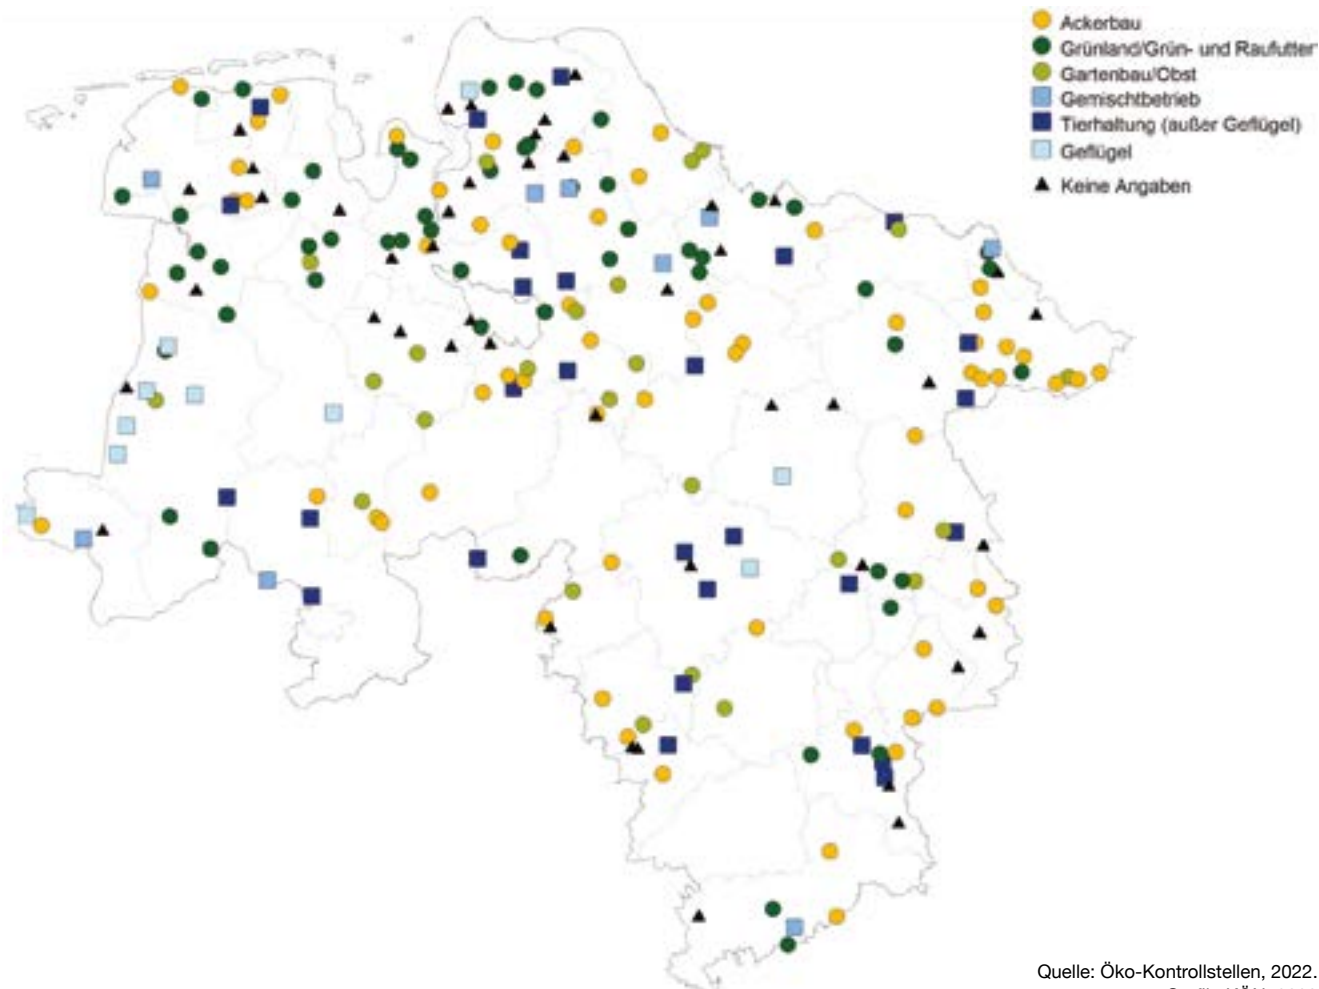 Ackerbau
Grünland/Grün- und Raufutter
Gartenbau/Obst
Gemischtbetrieb
Tierhaltung (außer Geflügel)
Geflügel
Keine Angaben
Quelle: Öko-Kontrollstellen, 2022.